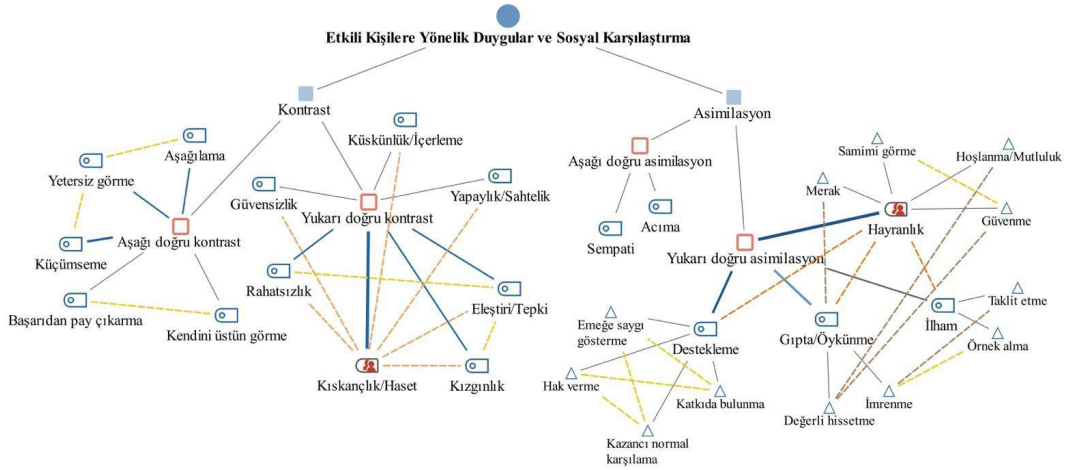 Etkili Kişilere Yönelik Duygular ve Sosyal Karşılaştırma
Kontrast
Asimilasyon
Aşağılama
Yetersiz görme
Küçümseme
Aşağı doğru kontrast
Başarıdan pay çıkarma
Kendini üstün görme
Küskünlük/İçerleme
Güvensizlik
Yukarı doğru kontrast
Yapaylık/Sahtelik
Rahatsızlık
Eleştiri/Tepki
Kıskançlık/Haset
Kızgınlık
Aşağı doğru asimilasyon
Sempati
Acıma
Yukarı doğru asimilasyon
Samimi görme
Hoşlanma/Mutluluk
Merak
Hayranlık
Güvenme
Emeğe saygı
gösterme
Destekleme
Gıpta/Öykünme
İlham
Taklit etme
Örnek alma
Hak verme
Katkıda bulunma
Kazancı normal
karşılama
Değerli hissetme
İmrenme